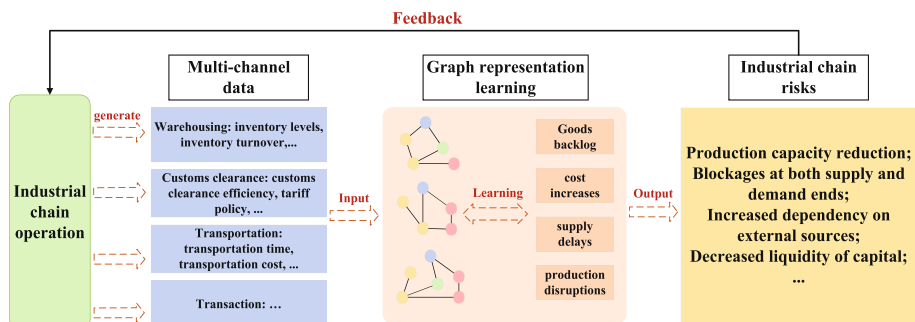 Feedback
Multi-channel
data
Graph representation
learning
Industrial chain
risks
generate
Industrial
chain
operation
Warehousing: inventory levels,
inventory turnover,...
Customs clearance: customs
clearance efficiency, tariff
policy, ...
Transportation:
transportation time,
transportation cost, ...
Transaction: ...
Input
Learning
Goods
backlog
cost
increases
supply
delays
production
disruptions
Output
Production capacity reduction;
Blockages at both supply and
demand ends;
Increased dependency on
external sources;
Decreased liquidity of capital;
...